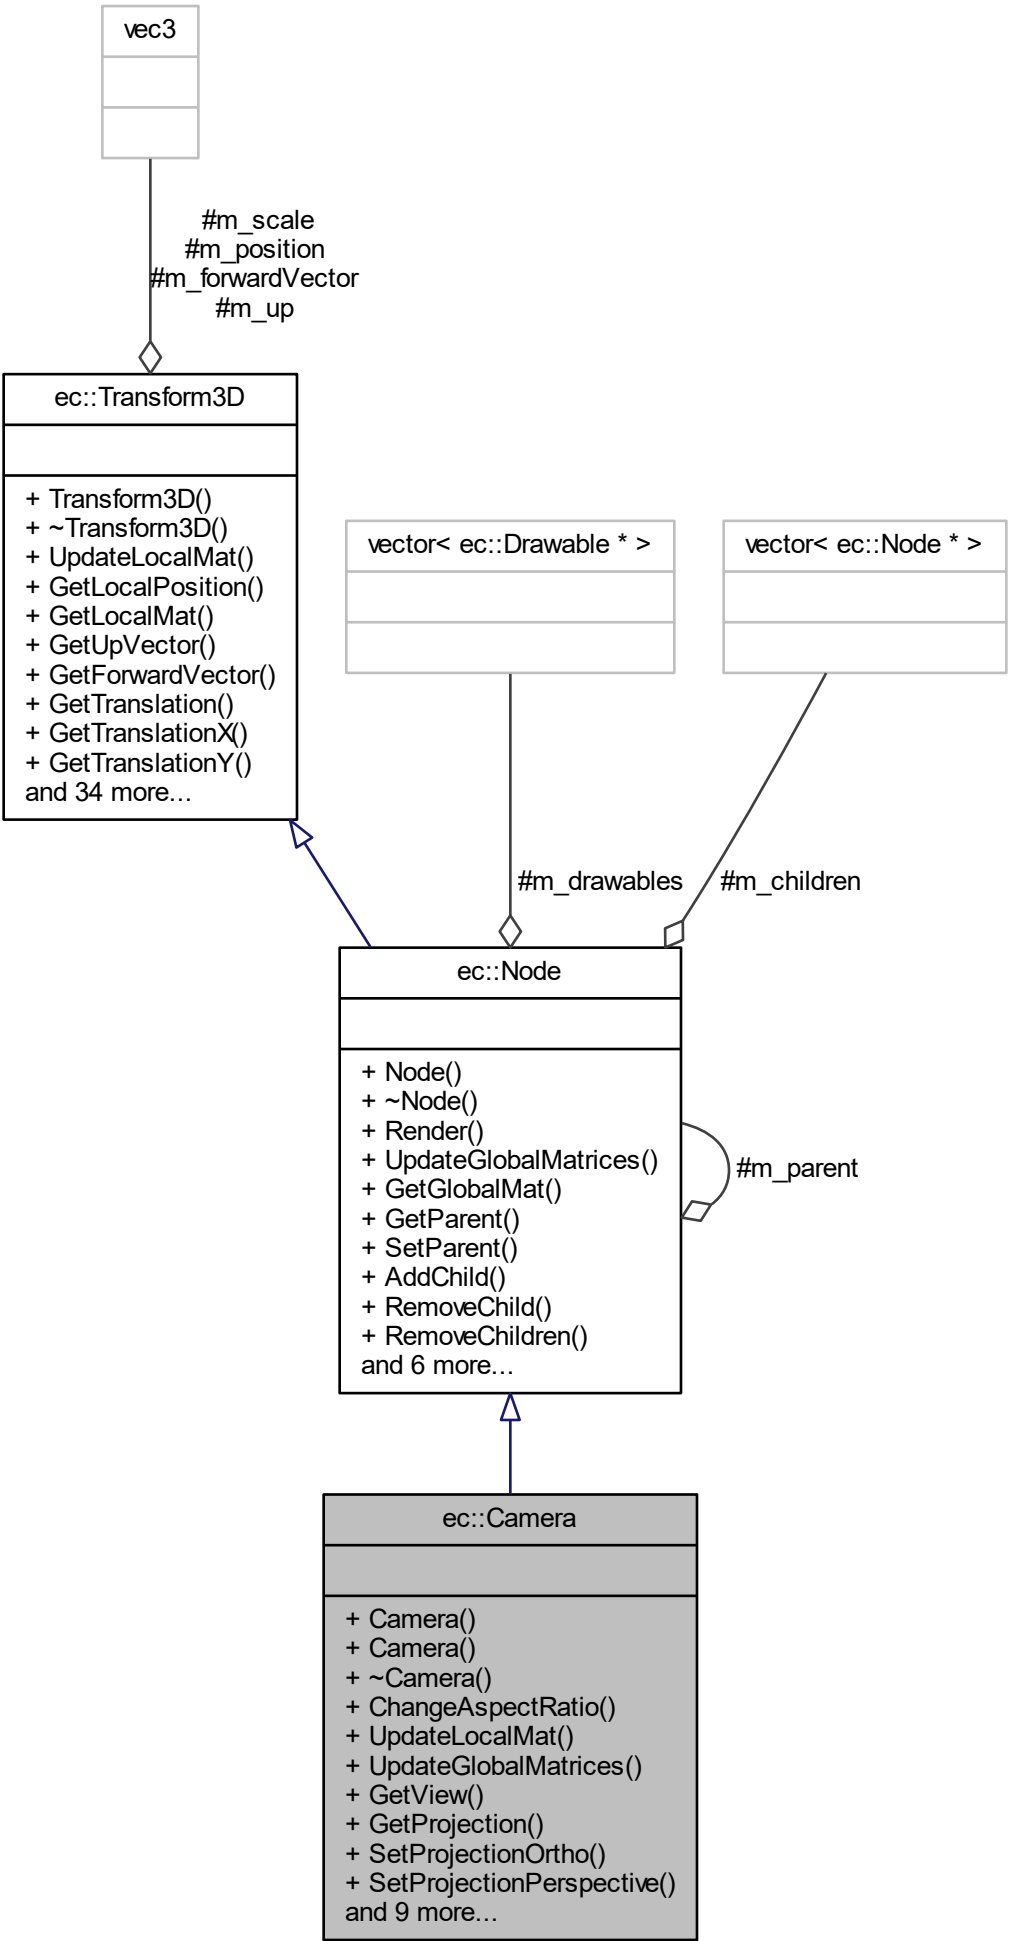 vec3
#m_scale
#m_position
#m_forwardVector
#m_up
ec::Transform3D
+ Transform3D()
+ ~Transform3D()
+ UpdateLocalMat()
+ GetLocalPosition()
+ GetLocalMat()
+ GetUpVector()
+ GetForwardVector()
+ GetTranslation()
+ GetTranslationX()
+ GetTranslationY()
and 34 more...
vector< ec::Drawable * >
vector< ec::Node * >
#m_drawables
#m_children
ec::Node
+ Node()
+ ~Node()
+ Render()
+ UpdateGlobalMatrices()
+ GetGlobalMat()
+ GetParent()
+ SetParent()
+ AddChild()
+ RemoveChild()
+ RemoveChildren()
and 6 more...
#m_parent
ec::Camera
+ Camera()
+ Camera()
+ ~Camera()
+ ChangeAspectRatio()
+ UpdateLocalMat()
+ UpdateGlobalMatrices()
+ GetView()
+ GetProjection()
+ SetProjectionOrtho()
+ SetProjectionPerspective()
and 9 more...